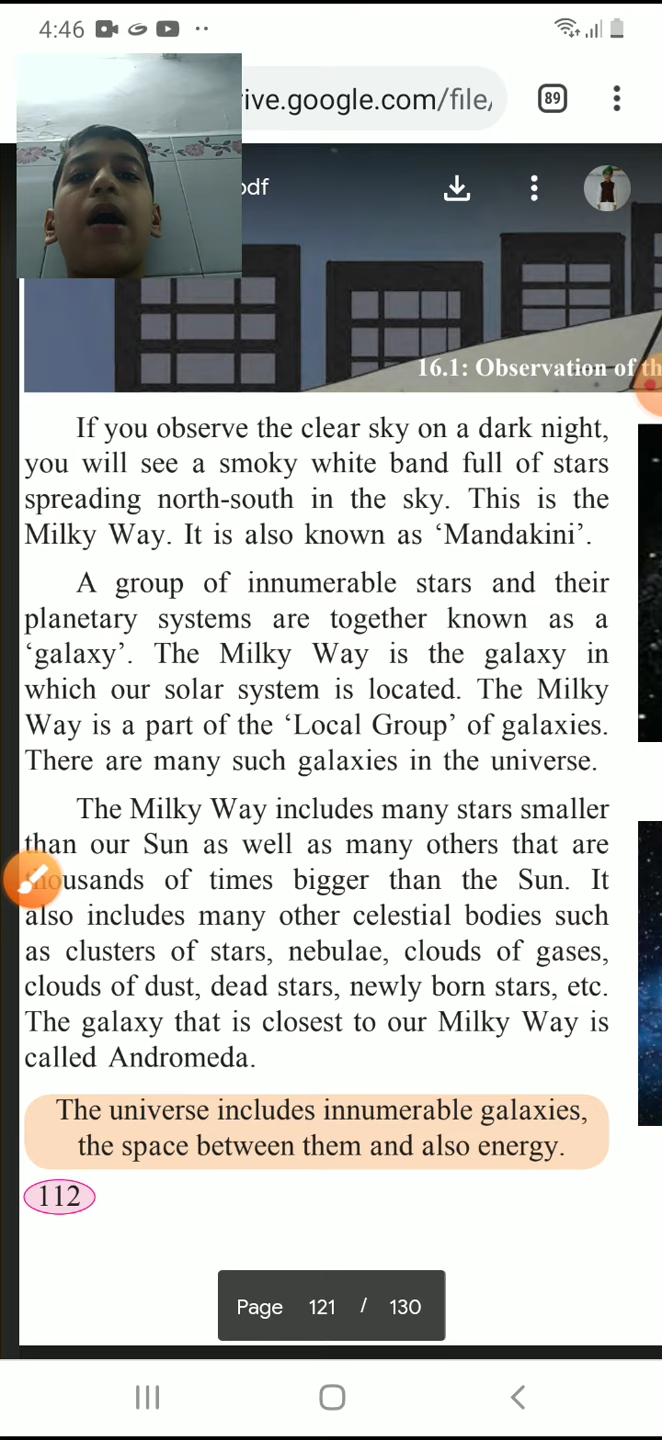 4:46
rive.google.com/file/
89
pdf
16.1: Observation of th
If you observe the clear sky on a dark night,
you will see a smoky white band full of stars
spreading north-south in the sky. This is the
Milky Way. It is also known as ‘Mandakini’.
A group of innumerable stars and their
planetary systems are together known as a
‘galaxy’. The Milky Way is the galaxy in
which our solar system is located. The Milky
Way is a part of the ‘Local Group’ of galaxies.
There are many such galaxies in the universe.
The Milky Way includes many stars smaller
than our Sun as well as many others that are
thousands of times bigger than the Sun. It
also includes many other celestial bodies such
as clusters of stars, nebulae, clouds of gases,
clouds of dust, dead stars, newly born stars, etc.
The galaxy that is closest to our Milky Way is
called Andromeda.
The universe includes innumerable galaxies,
the space between them and also energy.
112
Page 121 / 130